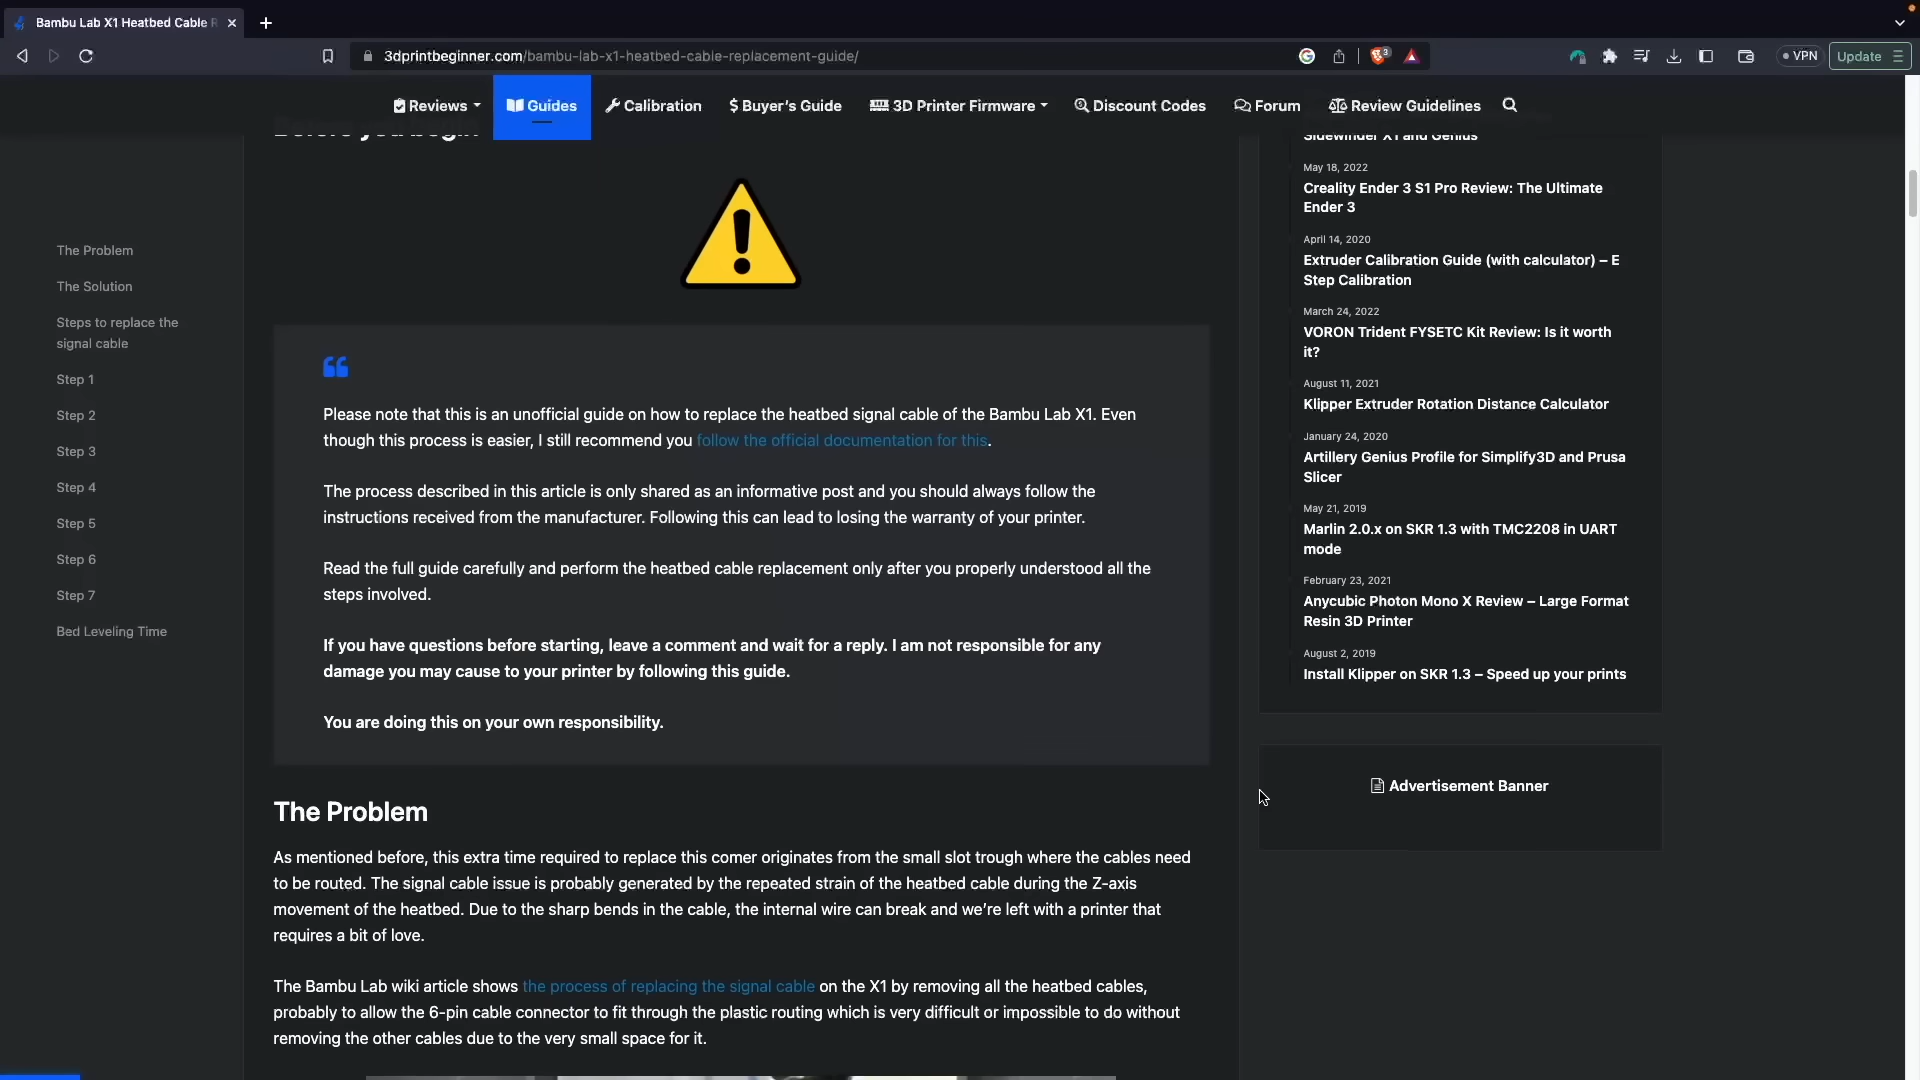 Bambu Lab X1 Heatbed Cable R
3dprintbeginner.com/bambu-lab-x1-heatbed-cable-replacement-guide/
3
VPN
Update
Reviews
Guides
Calibration
$ Buyer's Guide
3D Printer Firmware
Discount Codes
Forum
Review Guidelines
Before you begin
The Problem
The Solution
Steps to replace the
signal cable
Step 1
Step 2
Step 3
Step 4
Step 5
Step 6
Step 7
Bed Leveling Time
Please note that this is an unofficial guide on how to replace the heatbed signal cable of the Bambu Lab X1. Even
though this process is easier, I still recommend you follow the official documentation for this.
The process described in this article is only shared as an informative post and you should always follow the
instructions received from the manufacturer. Following this can lead to losing the warranty of your printer.
Read the full guide carefully and perform the heatbed cable replacement only after you properly understood all the
steps involved.
If you have questions before starting, leave a comment and wait for a reply. I am not responsible for any
damage you may cause to your printer by following this guide.
You are doing this on your own responsibility.
The Problem
As mentioned before, this extra time required to replace this comer originates from the small slot trough where the cables need
to be routed. The signal cable issue is probably generated by the repeated strain of the heatbed cable during the Z-axis
movement of the heatbed. Due to the sharp bends in the cable, the internal wire can break and we're left with a printer that
requires a bit of love.
The Bambu Lab wiki article shows the process of replacing the signal cable on the X1 by removing all the heatbed cables,
probably to allow the 6-pin cable connector to fit through the plastic routing which is very difficult or impossible to do without
removing the other cables due to the very small space for it.
Sidewinder X1 and Genius
May 18, 2022
Creality Ender 3 S1 Pro Review: The Ultimate
Ender 3
April 14, 2020
Extruder Calibration Guide (with calculator) – E
Step Calibration
March 24, 2022
VORON Trident FYSETC Kit Review: Is it worth
it?
August 11, 2021
Klipper Extruder Rotation Distance Calculator
January 24, 2020
Artillery Genius Profile for Simplify3D and Prusa
Slicer
May 21, 2019
Marlin 2.0.x on SKR 1.3 with TMC2208 in UART
mode
February 23, 2021
Anycubic Photon Mono X Review – Large Format
Resin 3D Printer
August 2, 2019
Install Klipper on SKR 1.3 – Speed up your prints
Advertisement Banner